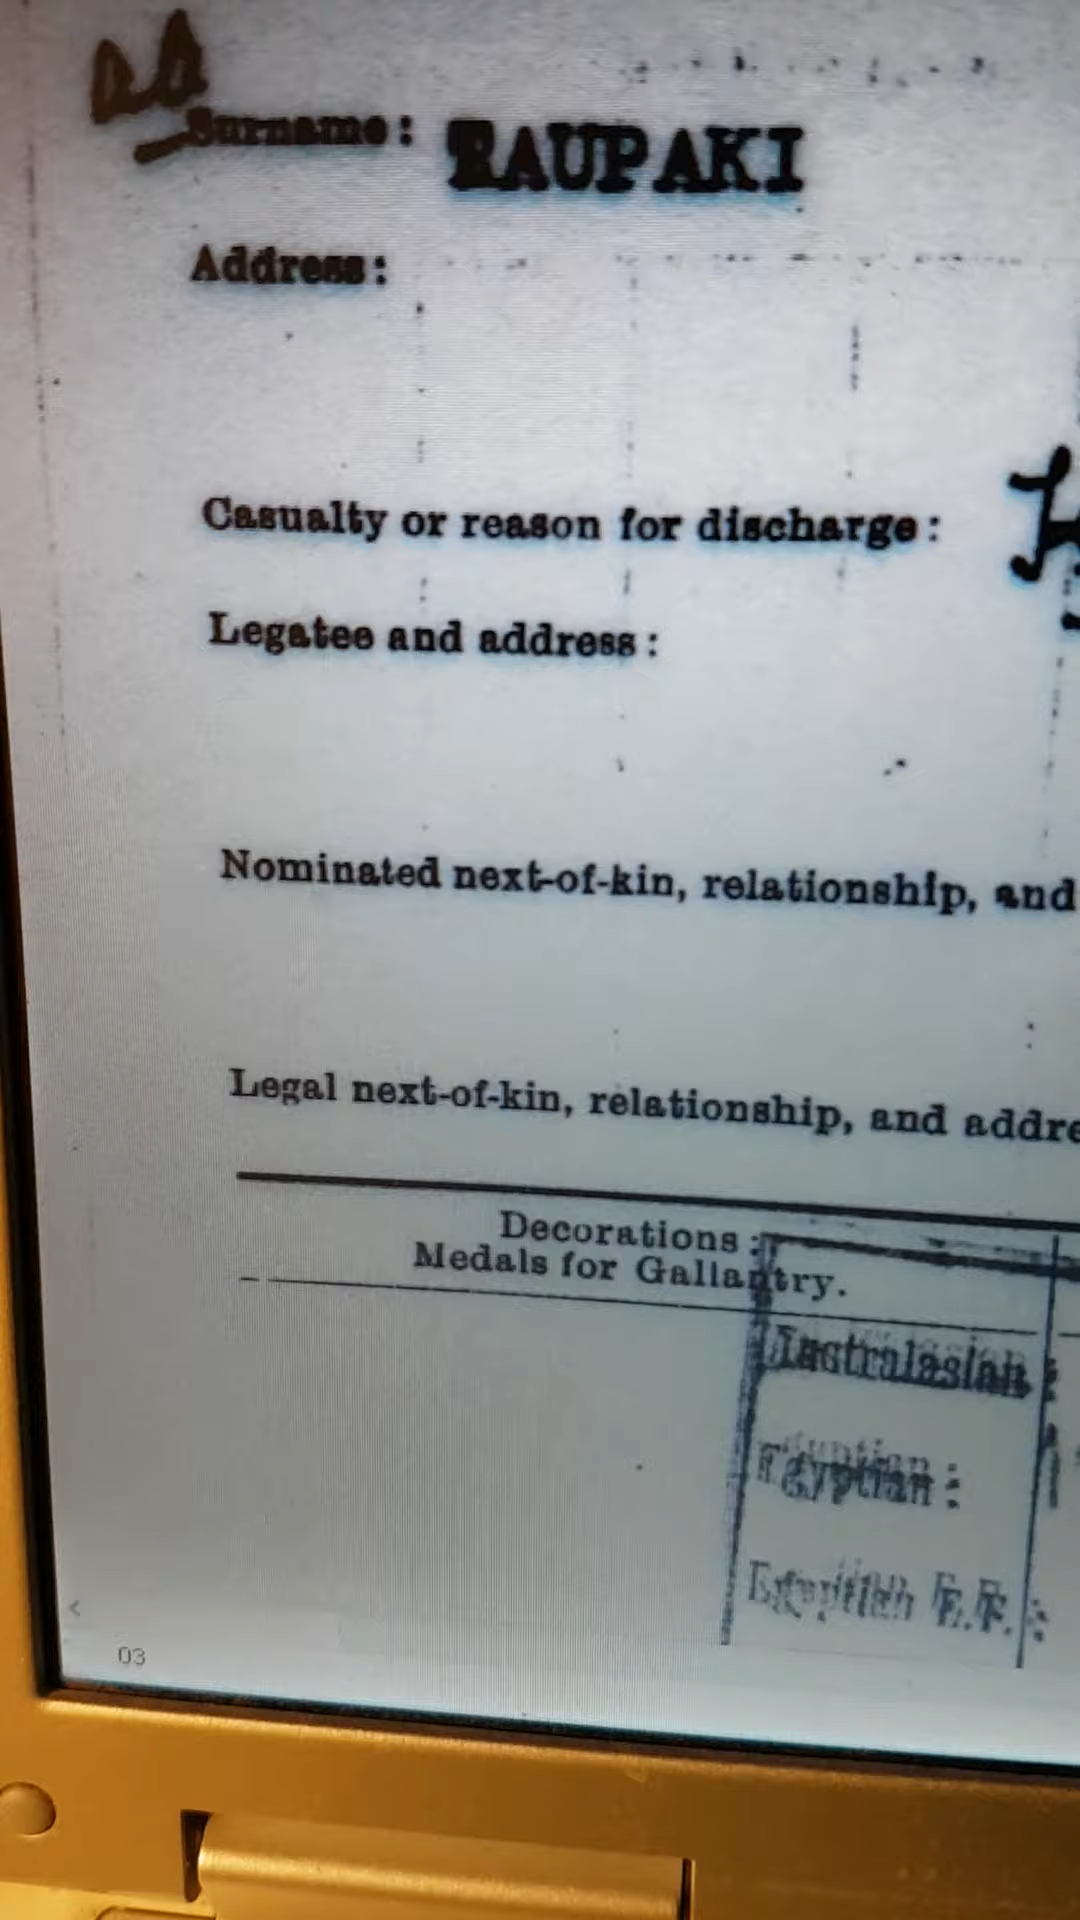 Surname: RAUPAKI
Address:
Casualty or reason for discharge:
Legatee and address:
Nominated next-of-kin, relationship, and
Legal next-of-kin, relationship, and addre
Decorations:
Medals for Gallantry.
Australasian:
Egyptian:
E.F.:
03